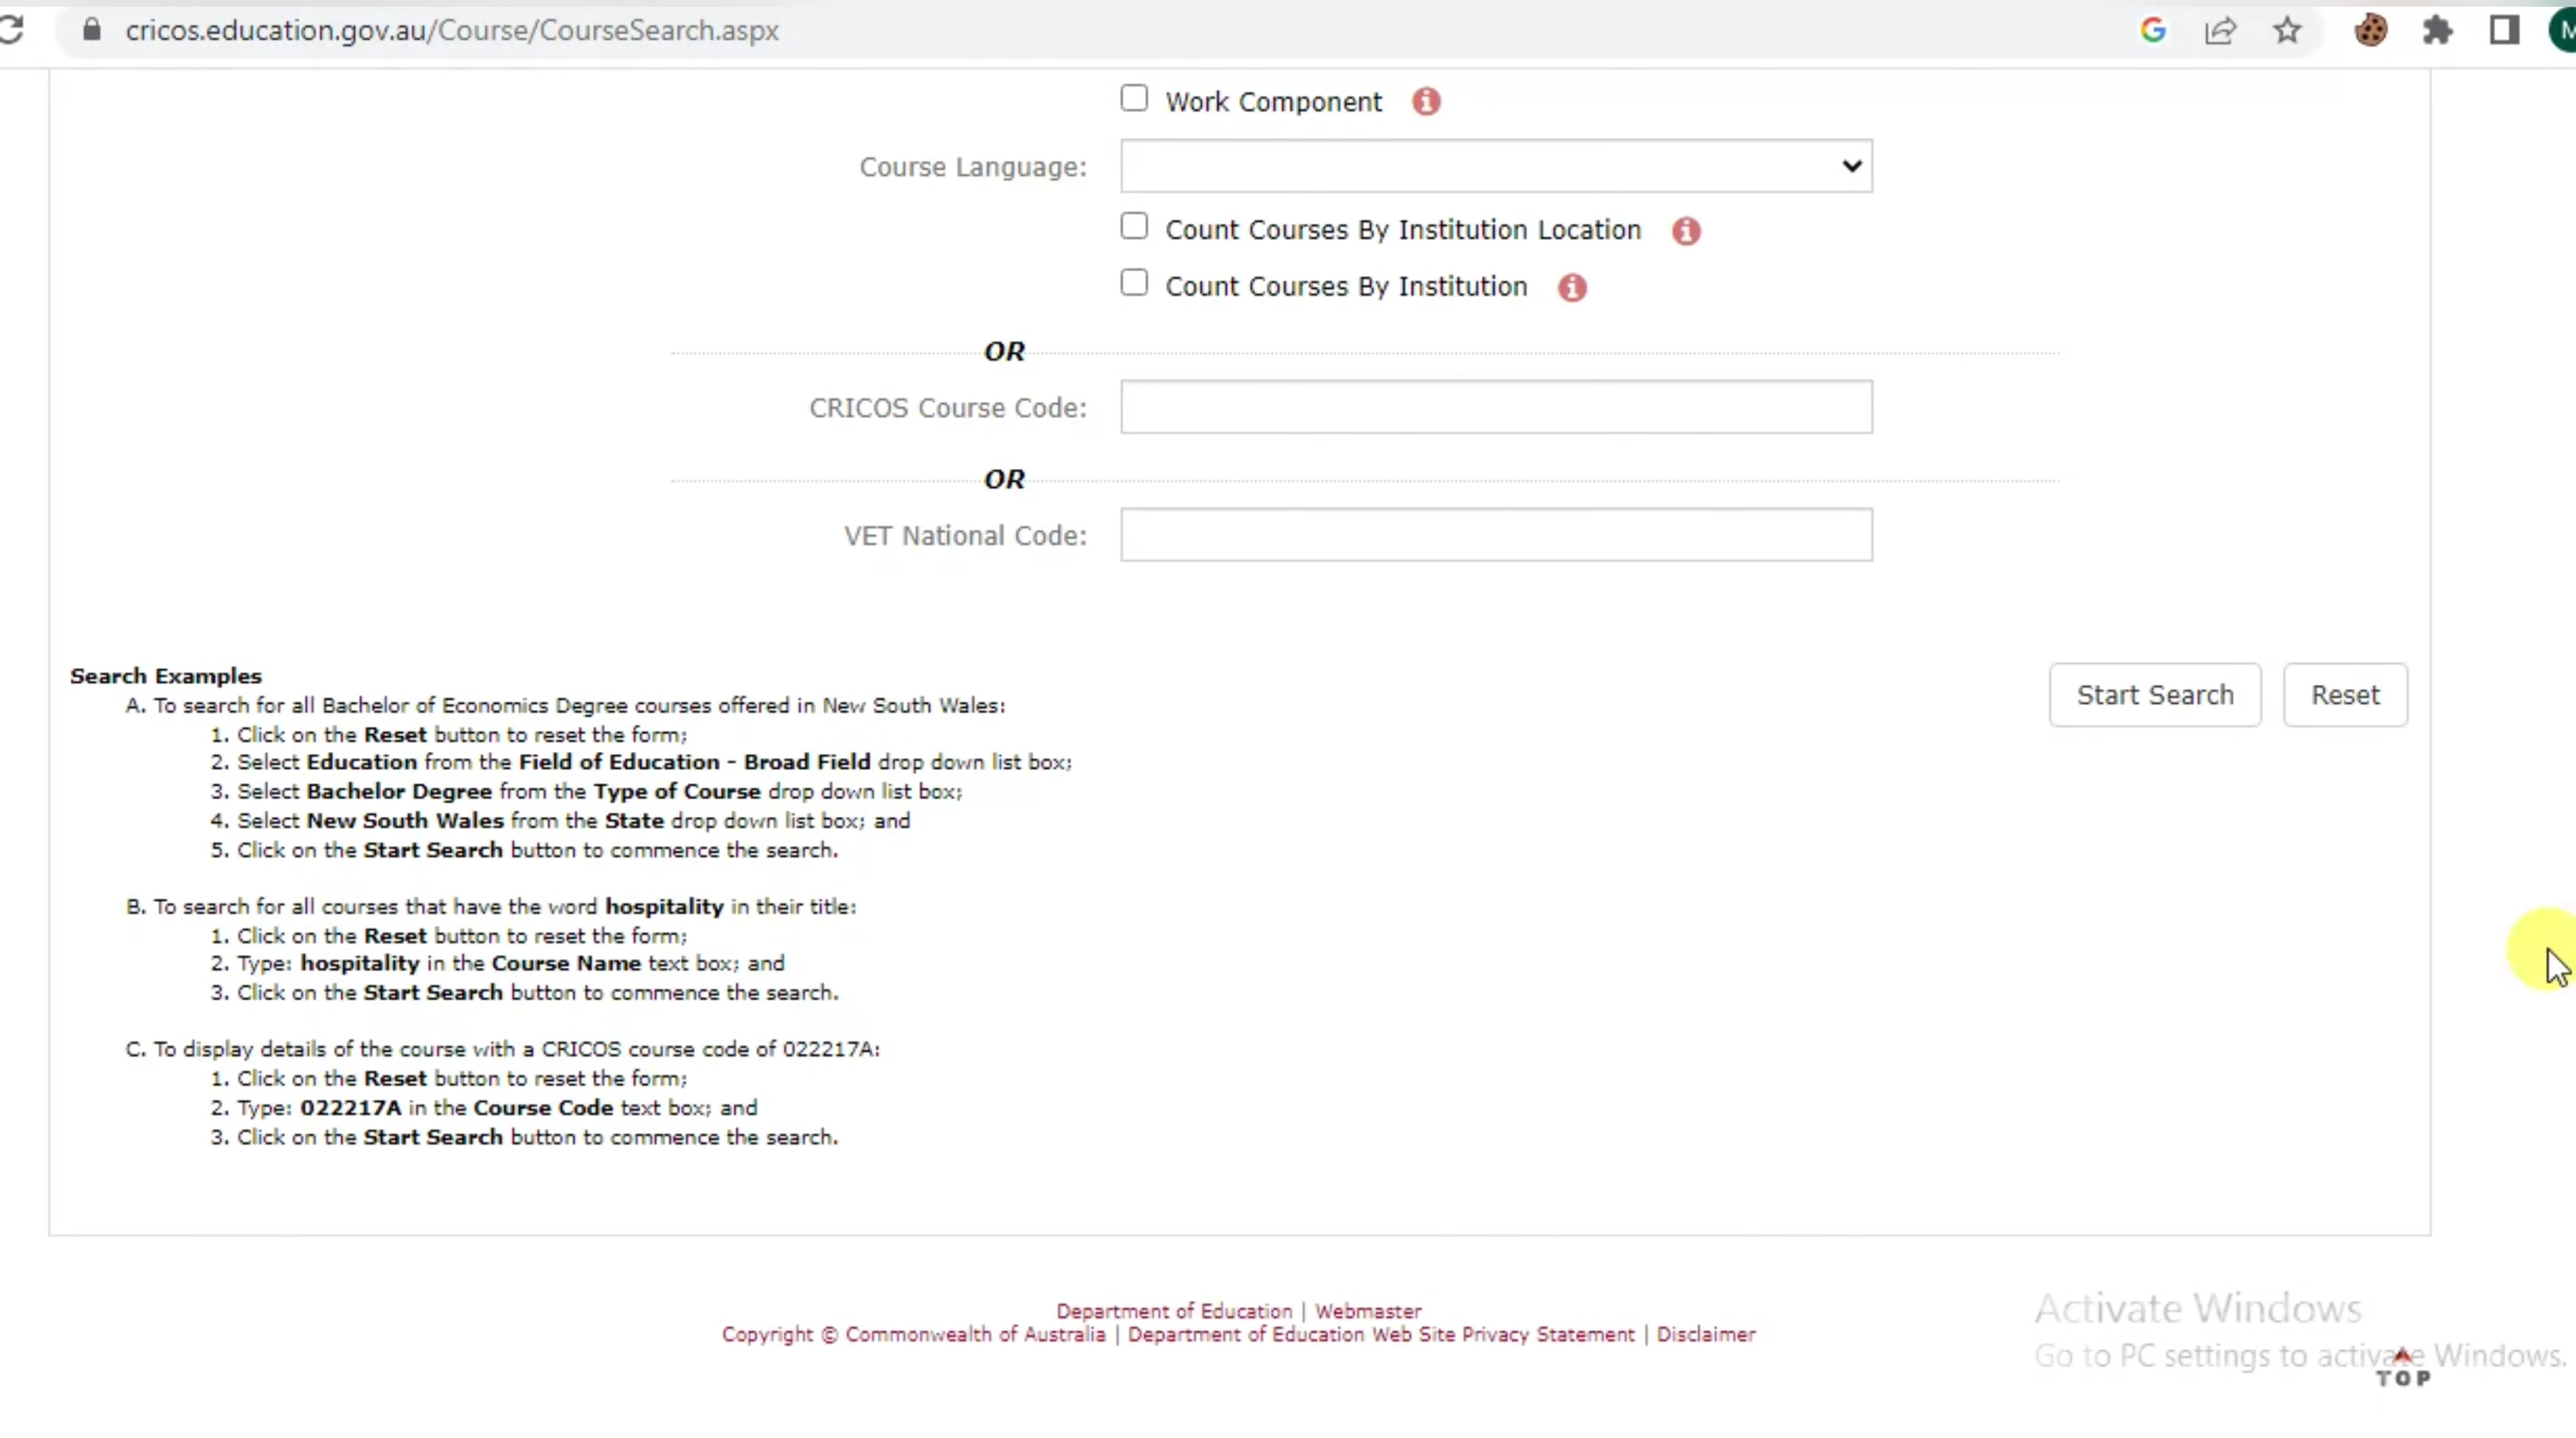 cricos.education.gov.au/Course/CourseSearch.aspx
Work Component
Course Language:
Count Courses By Institution Location
Count Courses By Institution
OR
CRICOS Course Code:
OR
VET National Code:
Search Examples
Start Search
Reset
A. To search for all Bachelor of Economics Degree courses offered in New South Wales:
1. Click on the Reset button to reset the form;
2. Select Education from the Field of Education - Broad Field drop down list box;
3. Select Bachelor Degree from the Type of Course drop down list box;
4. Select New South Wales from the State drop down list box; and
5. Click on the Start Search button to commence the search.
B. To search for all courses that have the word hospitality in their title:
1. Click on the Reset button to reset the form;
2. Type: hospitality in the Course Name text box; and
3. Click on the Start Search button to commence the search.
C. To display details of the course with a CRICOS course code of 022217A:
1. Click on the Reset button to reset the form;
2. Type: 022217A in the Course Code text box; and
3. Click on the Start Search button to commence the search.
Department of Education | Webmaster
Copyright © Commonwealth of Australia | Department of Education Web Site Privacy Statement | Disclaimer
Activate Windows
Go to PC settings to activate Windows.
TOP